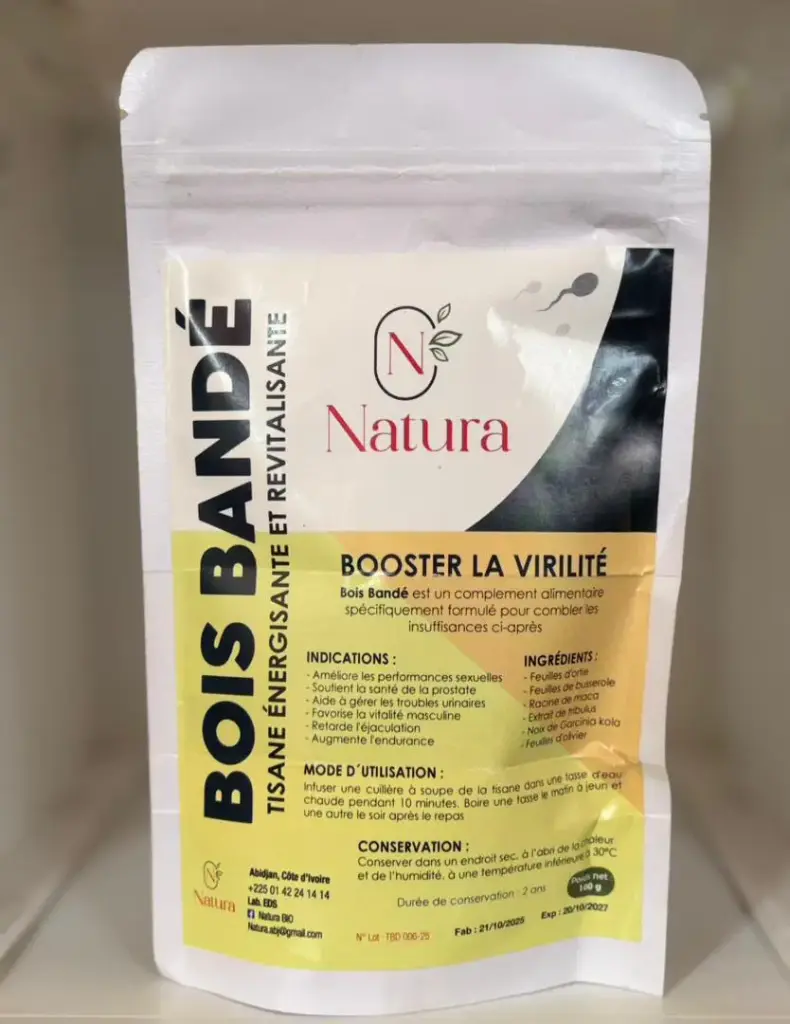 BOIS BANDÉ
TISANE ÉNERGISANTE ET REVITALISANTE
N
Natura
BOOSTER LA VIRILITÉ
Bois Bandé est un complement alimentaire
spécifiquement formulé pour combler les
insuffisances ci-après
INDICATIONS :
- Améliore les performances sexuelles
- Soutient la santé de la prostate
- Aide à gérer les troubles urinaires
- Favorise la vitalité masculine
- Retarde l'éjaculation
- Augmente l'endurance
INGRÉDIENTS :
- Feuilles d'ortie
- Feuilles de busserole
- Racine de maca
- Extrait de tribulus
- Noix de Garcinia kola
- Feuilles d'olivier
MODE D´UTILISATION :
Infuser une cuillère à soupe de la tisane dans une tasse d'eau
chaude pendant 10 minutes. Boire une tasse le matin à jeun et
une autre le soir après le repas
CONSERVATION :
Conserver dans un endroit sec, à l'abri de la chaleur
et de l'humidité, à une température inférieure à 30°C
Durée de conservation : 2 ans
Poids net
100 g
Natura
Abidjan, Côte d'Ivoire
+225 01 42 24 14 14
Lab. EDS
Natura BIO
Natura.abj@gmail.com
N° Lot : TBD 006-25
Fab : 21/10/2025
Exp : 20/10/2027